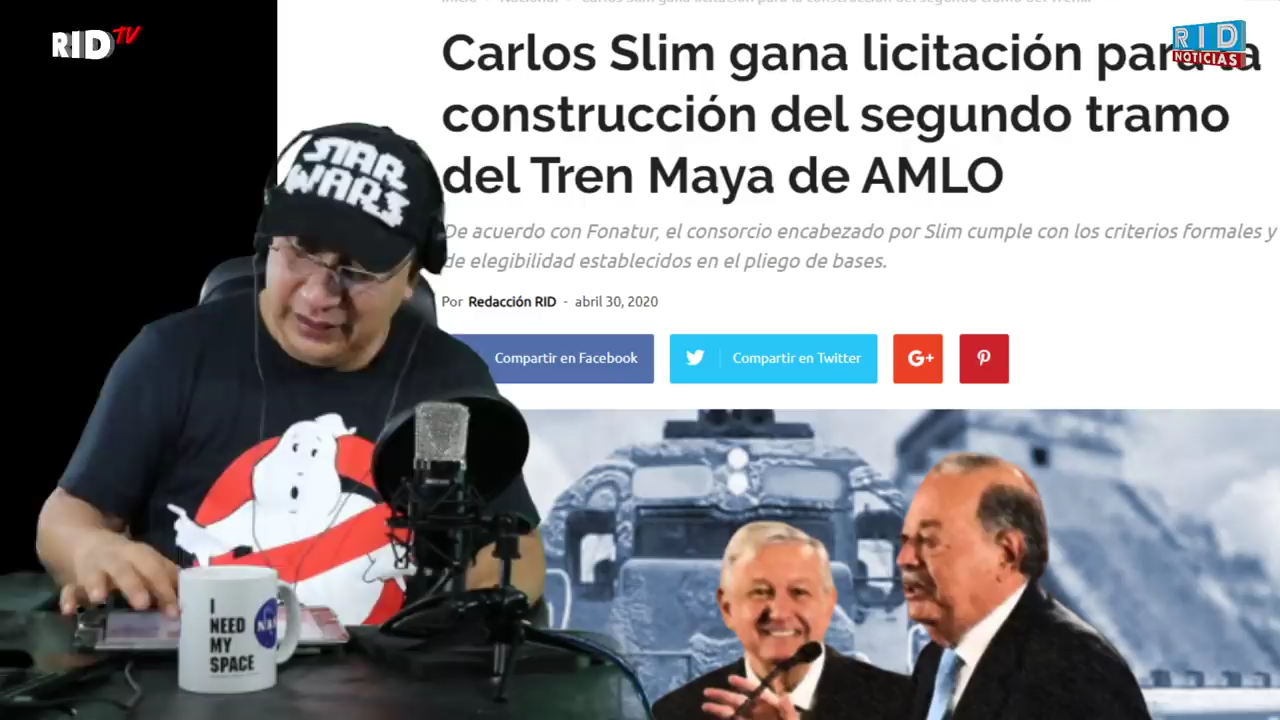 RID TV
RID
NOTICIAS
Carlos Slim gana licitación para la
construcción del segundo tramo
del Tren Maya de AMLO
De acuerdo con Fonatur, el consorcio encabezado por Slim cumple con los criterios formales y
de elegibilidad establecidos en el pliego de bases.
Por Redacción RID - abril 30, 2020
Compartir en Facebook
Compartir en Twitter
G+
STAR
WARS
I
NEED
MY
SPACE